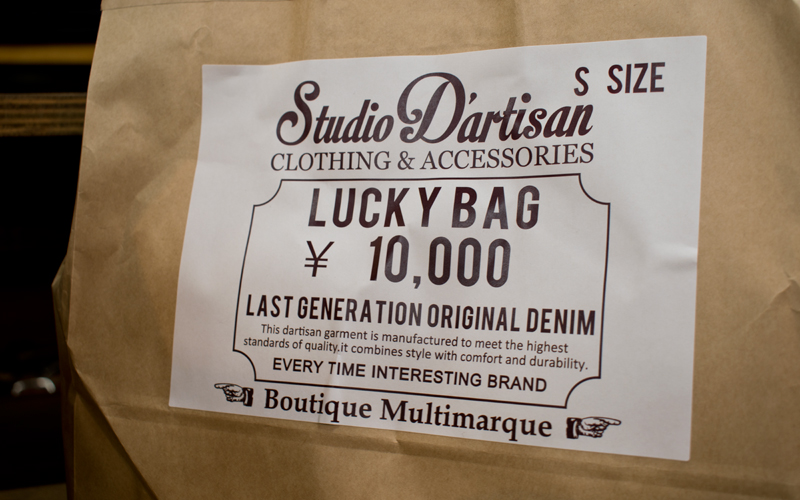 S SIZE
Studio D'artisan
CLOTHING & ACCESSORIES
LUCKY BAG
¥ 10,000
LAST GENERATION ORIGINAL DENIM
This dartisan garment is manufactured to meet the highest
standards of quality.it combines style with comfort and durability.
EVERY TIME INTERESTING BRAND
Boutique Multimarque